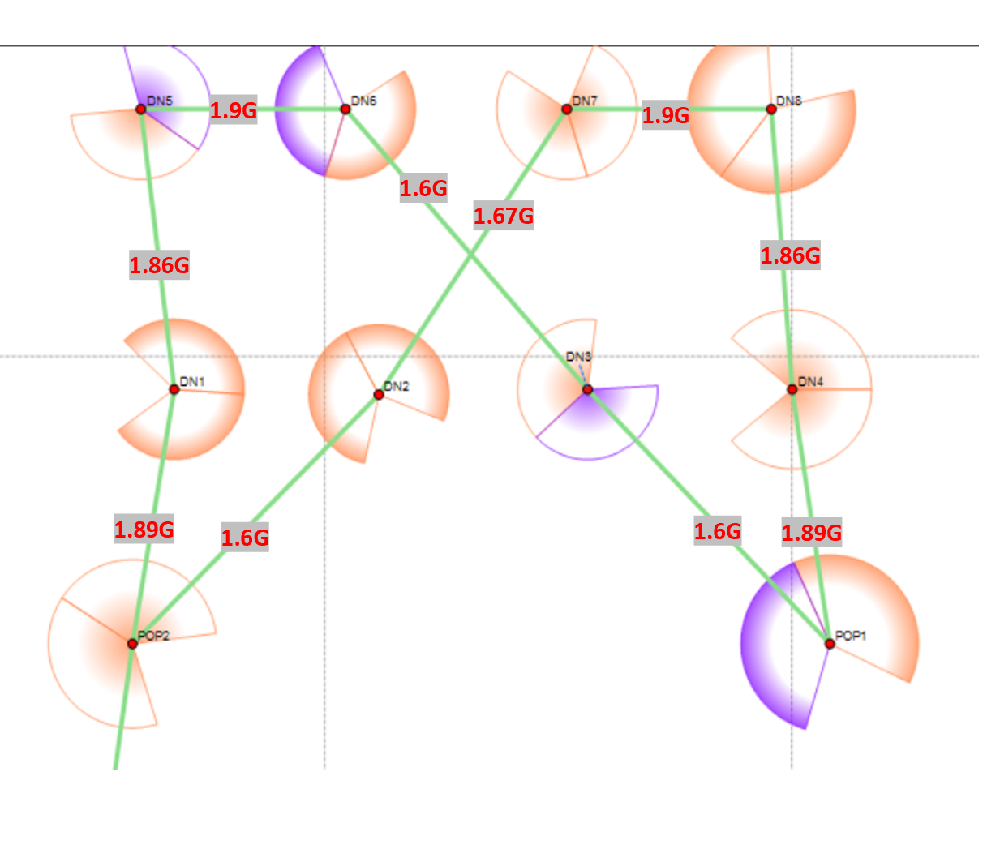 DN5
1.9G
DN6
DN7
1.9G
DN8
1.6G
1.67G
1.86G
1.86G
DN1
DN2
DN3
DN4
1.89G
1.6G
1.6G
1.89G
POP2
POP1